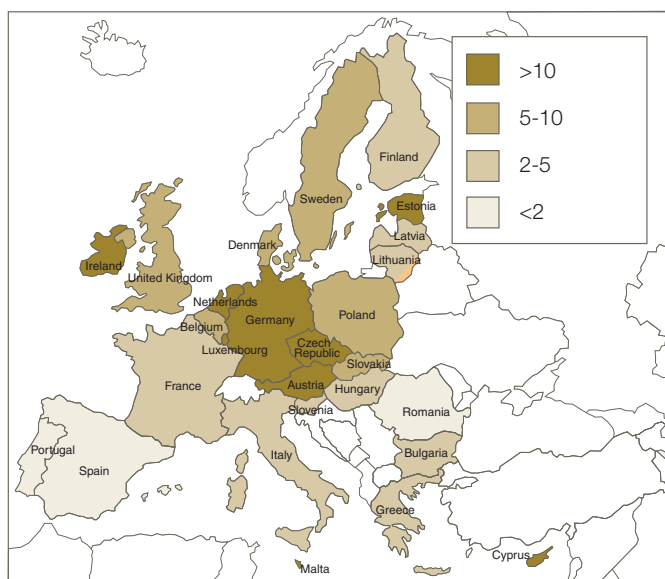 >10
5-10
2-5
<2
Finland
Sweden
Estonia
Latvia
Lithuania
Denmark
Ireland
United Kingdom
Netherlands
Belgium
Germany
Poland
Luxembourg
Czech
Republic
Slovakia
France
Austria
Hungary
Slovenia
Romania
Portugal
Spain
Italy
Bulgaria
Greece
Cyprus
Malta